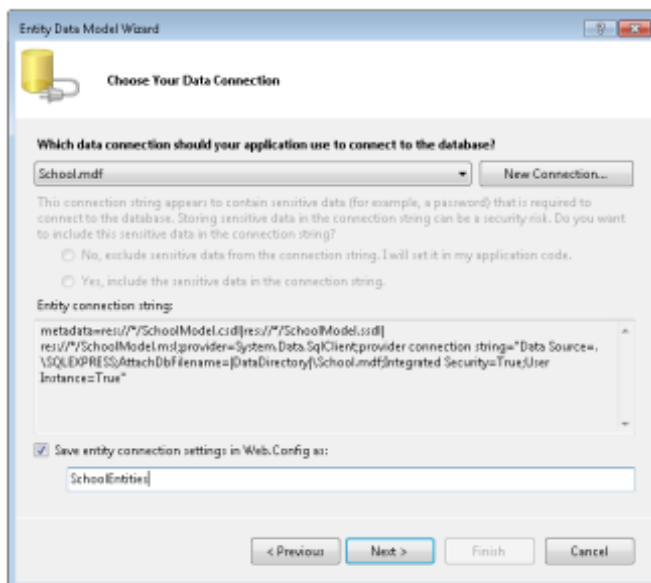 Entity Data Model Wizard
Choose Your Data Connection
Which data connection should your application use to connect to the database?
School.mdf
New Connection...
This connection string appears to contain sensitive data (for example, a password) that is required to
connect to the database. Storing sensitive data in the connection string can be a security risk. Do you want
to include this sensitive data in the connection string?
No, exclude sensitive data from the connection string. I will set it in my application code.
Yes, include the sensitive data in the connection string.
Entity connection string:
metadata=res://*/SchoolModel.csdl|res://*/SchoolModel.ssdl|
res://*/SchoolModel.msl;provider=System.Data.SqlClient;provider connection string="Data Source=.
\SQLEXPRESS;AttachDbFilename=|DataDirectory|\School.mdf;Integrated Security=True;User
Instance=True"
Save entity connection settings in Web.Config as:
SchoolEntities
< Previous
Next >
Finish
Cancel